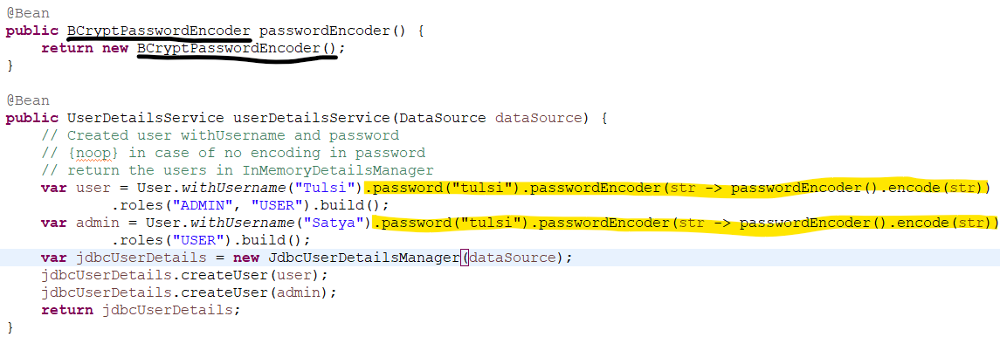 @Bean
public BCryptPasswordEncoder passwordEncoder() {
    return new BCryptPasswordEncoder();
}
@Bean
public UserDetailsService userDetailsService(DataSource dataSource) {
    // Created user withUsername and password
    // {noop} in case of no encoding in password
    // return the users in InMemoryDetailsManager
    var user = User.withUsername("Tulsi").password("tulsi").passwordEncoder(str -> passwordEncoder().encode(str))
            .roles("ADMIN", "USER").build();
    var admin = User.withUsername("Satya").password("tulsi").passwordEncoder(str -> passwordEncoder().encode(str))
            .roles("USER").build();
    var jdbcUserDetails = new JdbcUserDetailsManager(dataSource);
    jdbcUserDetails.createUser(user);
    jdbcUserDetails.createUser(admin);
    return jdbcUserDetails;
}